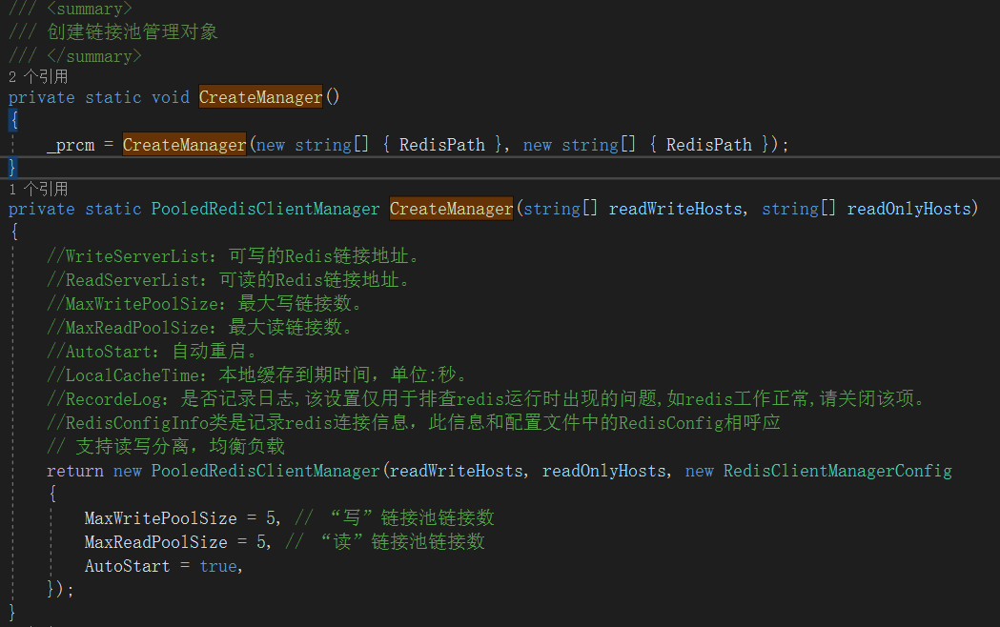 /// <summary>
/// 创建链接池管理对象
/// </summary>
2 个引用
private static void CreateManager()
{
_prcm = CreateManager(new string[] { RedisPath }, new string[] { RedisPath });
}
1 个引用
private static PooledRedisClientManager CreateManager(string[] readWriteHosts, string[] readOnlyHosts)
{
//WriteServerList: 可写的Redis链接地址。
//ReadServerList: 可读的Redis链接地址。
//MaxWritePoolSize: 最大写链接数。
//MaxReadPoolSize: 最大读链接数。
//AutoStart: 自动重启。
//LocalCacheTime: 本地缓存到期时间, 单位:秒。
//RecordeLog: 是否记录日志,该设置仅用于排查redis运行时出现的问题,如redis工作正常,请关闭该项。
//RedisConfigInfo类是记录redis连接信息，此信息和配置文件中的RedisConfig相呼应
// 支持读写分离，均衡负载
return new PooledRedisClientManager(readWriteHosts, readOnlyHosts, new RedisClientManagerConfig
{
MaxWritePoolSize = 5, // “写”链接池链接数
MaxReadPoolSize = 5, // “读”链接池链接数
AutoStart = true,
});
}